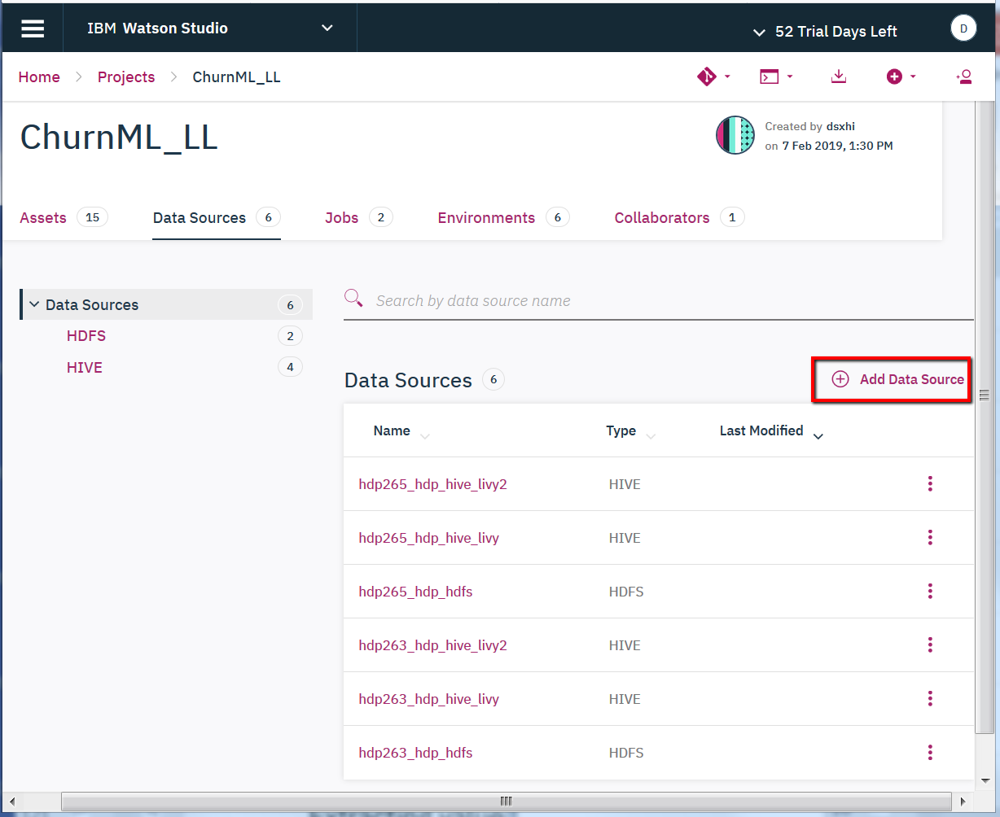 IBM Watson Studio
52 Trial Days Left
D
Home > Projects > ChurnML_LL
ChurnML_LL
Created by dsxhi
on 7 Feb 2019, 1:30 PM
Assets 15 Data Sources 6 Jobs 2 Environments 6 Collaborators 1
Data Sources 6
HDFS 2
HIVE 4
Search by data source name
Data Sources 6
Add Data Source
Name Type Last Modified
hdp265_hdp_hive_livy2 HIVE
hdp265_hdp_hive_livy HIVE
hdp265_hdp_hdfs HDFS
hdp263_hdp_hive_livy2 HIVE
hdp263_hdp_hive_livy HIVE
hdp263_hdp_hdfs HDFS